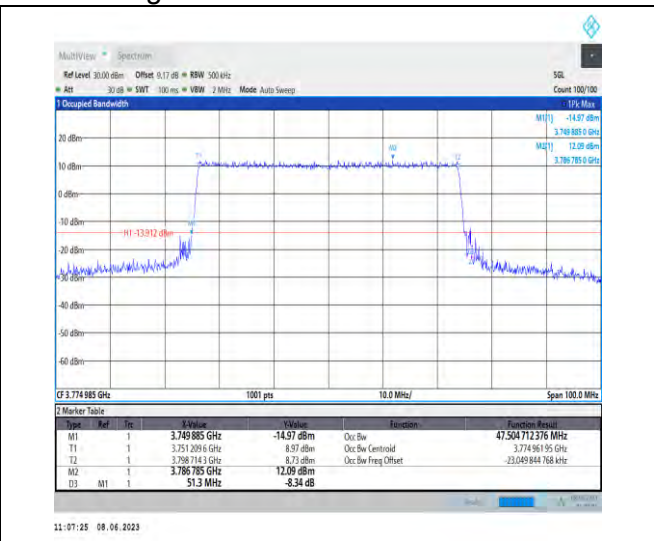 MultiView Spectrum
Ref Level 30.00 dBm Offset 9.17 dB RBW 500 kHz SGL
Att 30 dB SWT 100 ms VBW 2 MHz Mode Auto Sweep Count 100/100
1 Occupied Bandwidth 1Pk Max
M1[1] -14.97 dBm
3.749 885 0 GHz
20 dBm
M2[1] 12.09 dBm
3.786 785 0 GHz
T1 M2 T2
10 dBm
0 dBm
-10 dBm
H1 -13.912 dBm
-20 dBm
-30 dBm
-40 dBm
-50 dBm
-60 dBm
CF 3.774 985 GHz 1001 pts 10.0 MHz/ Span 100.0 MHz
2 Marker Table
Type Ref Trc X-Value Y-Value Function Function Result
M1 1 3.749 885 GHz -14.97 dBm Occ Bw 47.504 712 376 MHz
T1 1 3.751 209 6 GHz 8.97 dBm Occ Bw Centroid 3.774 961 95 GHz
T2 1 3.798 714 3 GHz 8.73 dBm Occ Bw Freq Offset -23.049 844 768 kHz
M2 1 3.786 785 GHz 12.09 dBm
D3 M1 1 51.3 MHz -8.34 dB
11:07:25 08.06.2023